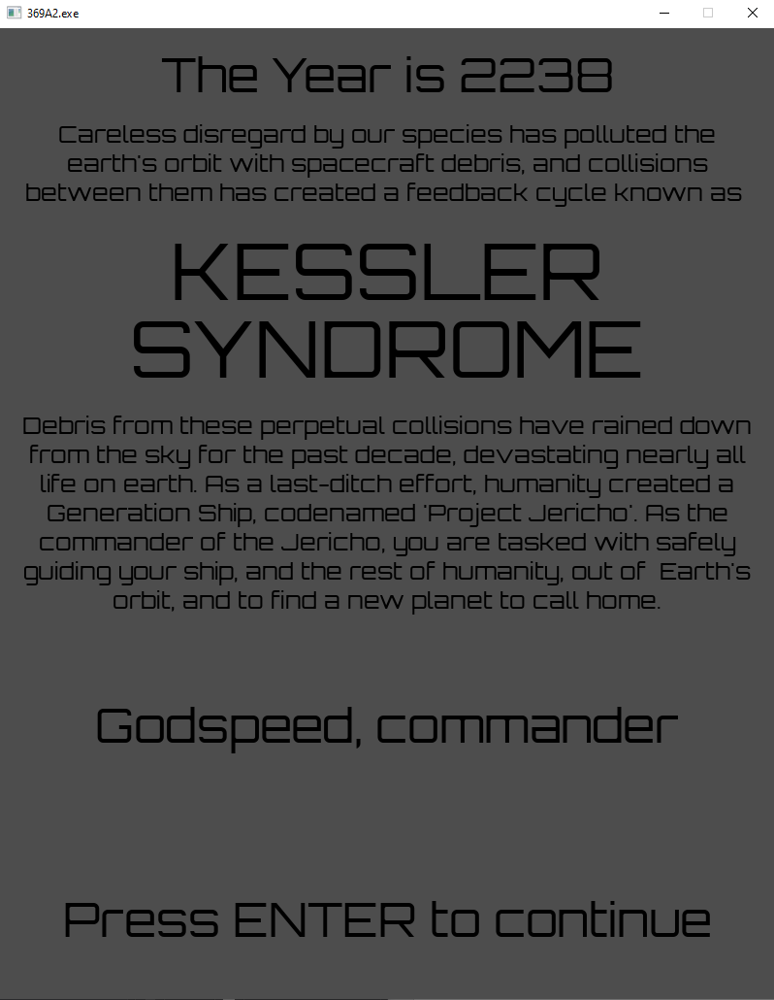 369A2.exe
The Year is 2238
Careless disregard by our species has polluted the
earth's orbit with spacecraft debris, and collisions
between them has created a feedback cycle known as
KESSLER
SYNDROME
Debris from these perpetual collisions have rained down
from the sky for the past decade, devastating nearly all
life on earth. As a last-ditch effort, humanity created a
Generation Ship, codenamed 'Project Jericho'. As the
commander of the Jericho, you are tasked with safely
guiding your ship, and the rest of humanity, out of  Earth's
orbit, and to find a new planet to call home.
Godspeed, commander
Press ENTER to continue